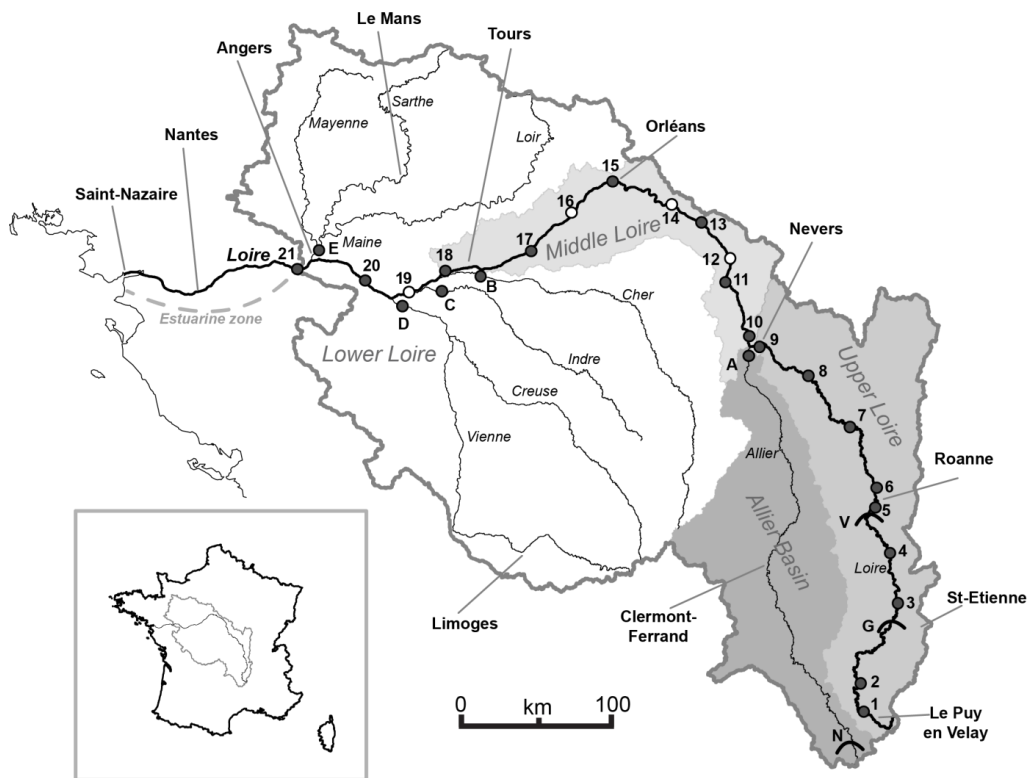 Le Mans
Angers
Tours
Sarthe
Mayenne
Loir
Nantes
Orléans
15
Saint-Nazaire
16
14
13
Nevers
17
Middle Loire
12
E
Maine
Loire
21
18
11
20
19
B
C
Cher
D
Estuarine zone
10
9
Lower Loire
A
Indre
8
Upper Loire
Creuse
7
Vienne
Allier
Roanne
6
5
V
Allier Basin
4
Loire
3
St-Etienne
Limoges
Clermont-
Ferrand
G
2
1
Le Puy
en Velay
N
0 km 100